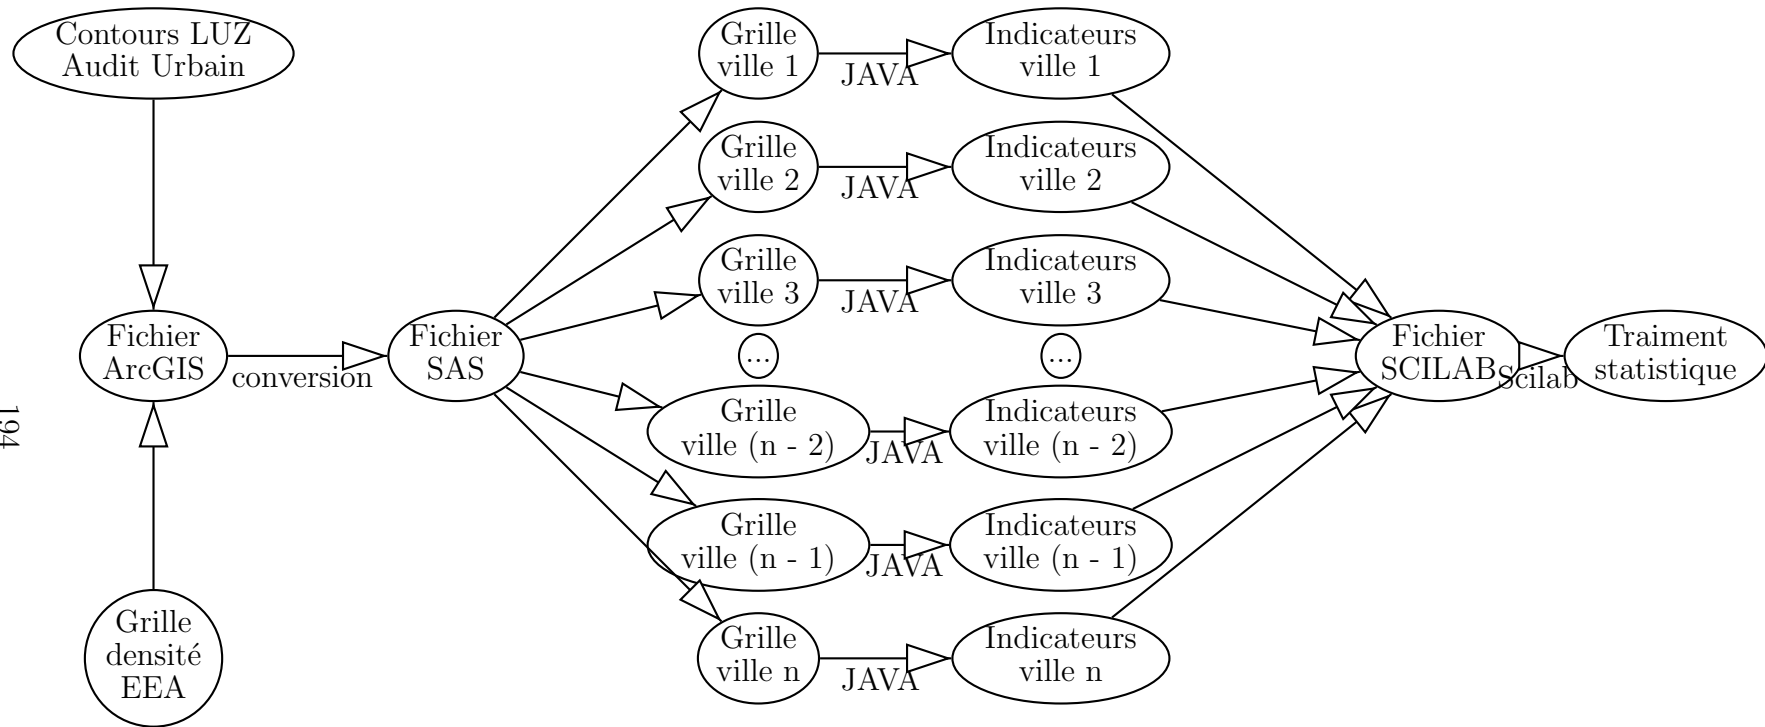 Contours LUZ
Audit Urbain
Grille
ville 1
JAVA
Indicateurs
ville 1
Grille
ville 2
JAVA
Indicateurs
ville 2
Grille
ville 3
JAVA
Indicateurs
ville 3
Fichier
ArcGIS
conversion
Fichier
SAS
...
...
Fichier
SCILAB
Scilab
Traiment
statistique
Grille
ville (n - 2)
JAVA
Indicateurs
ville (n - 2)
194
Grille
ville (n - 1)
JAVA
Indicateurs
ville (n - 1)
Grille
densité
EEA
Grille
ville n
JAVA
Indicateurs
ville n